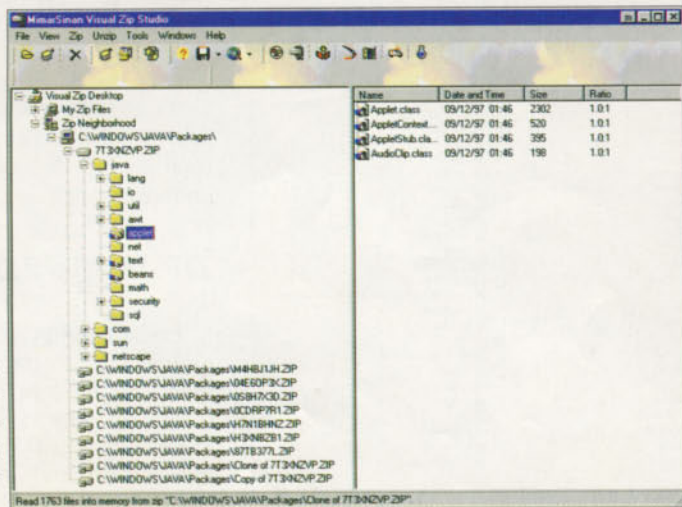 MimarSinan Visual Zip Studio
File View Zip Unzip Tools Windows Help
Visual Zip Desktop
My Zip Files
Zip Neighborhood
C:\WINDOWS\JAVA\Packages\
7T3XNZVP.ZIP
java
lang
io
util
awt
applet
net
text
beans
math
security
sql
com
sun
netscape
C:\WINDOWS\JAVA\Packages\M4HBJ1JH.ZIP
C:\WINDOWS\JAVA\Packages\04E6OP3X.ZIP
C:\WINDOWS\JAVA\Packages\0S8H7X3D.ZIP
C:\WINDOWS\JAVA\Packages\0CDRP7R1.ZIP
C:\WINDOWS\JAVA\Packages\H7N1BHNZ.ZIP
C:\WINDOWS\JAVA\Packages\H3XNBZB1.ZIP
C:\WINDOWS\JAVA\Packages\87TB377L.ZIP
C:\WINDOWS\JAVA\Packages\Clone of 7T3XNZVP.ZIP
C:\WINDOWS\JAVA\Packages\Copy of 7T3XNZVP.ZIP
Name Date and Time Size Ratio
Applet.class 09/12/97 01:46 2302 1.0:1
AppletContext... 09/12/97 01:46 520 1.0:1
AppletStub.cla... 09/12/97 01:46 395 1.0:1
AudioClip.class 09/12/97 01:46 198 1.0:1
Read 1763 files into memory from zip "C:\WINDOWS\JAVA\Packages\Clone of 7T3XNZVP.ZIP".